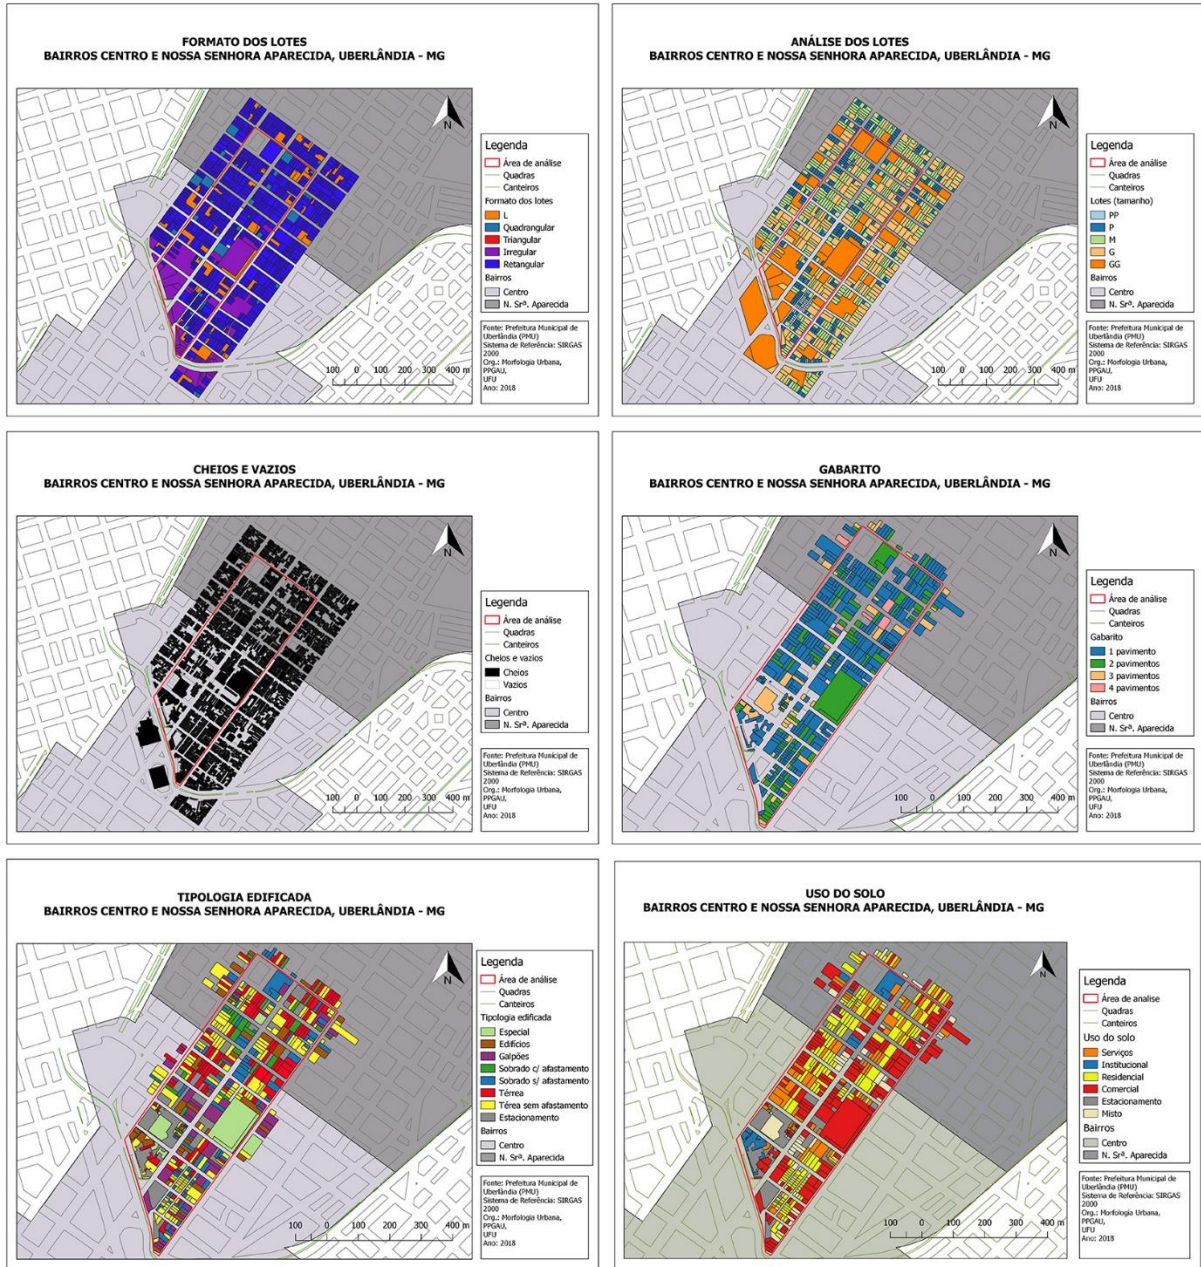 FORMATO DOS LOTES
BAIRROS CENTRO E NOSSA SENHORA APARECIDA, UBERLÂNDIA - MG
N
Legenda
Área de análise
Quadras
Canteiros
Formato dos lotes
L
Quadrangular
Triangular
Irregular
Retangular
Bairros
Centro
N. Srª. Aparecida
Fonte: Prefeitura Municipal de
Uberlândia (PMU)
Sistema de Referência: SIRGAS
2000
Org.: Morfologia Urbana,
PPGAU,
UFU
Ano: 2018
100 0 100 200 300 400 m
ANÁLISE DOS LOTES
BAIRROS CENTRO E NOSSA SENHORA APARECIDA, UBERLÂNDIA - MG
N
Legenda
Área de análise
Quadras
Canteiros
Lotes (tamanho)
PP
P
M
G
GG
Bairros
Centro
N. Srª. Aparecida
Fonte: Prefeitura Municipal de
Uberlândia (PMU)
Sistema de Referência: SIRGAS
2000
Org.: Morfologia Urbana,
PPGAU,
UFU
Ano: 2018
100 0 100 200 300 400 m
CHEIOS E VAZIOS
BAIRROS CENTRO E NOSSA SENHORA APARECIDA, UBERLÂNDIA - MG
N
Legenda
Área de análise
Quadras
Canteiros
Cheios e vazios
Cheios
Vazios
Bairros
Centro
N. Srª. Aparecida
Fonte: Prefeitura Municipal de
Uberlândia (PMU)
Sistema de Referência: SIRGAS
2000
Org.: Morfologia Urbana,
PPGAU,
UFU
Ano: 2018
100 0 100 200 300 400 m
GABARITO
BAIRROS CENTRO E NOSSA SENHORA APARECIDA, UBERLÂNDIA - MG
N
Legenda
Área de análise
Quadras
Canteiros
Gabarito
1 pavimento
2 pavimentos
3 pavimentos
4 pavimentos
Bairros
Centro
N. Srª. Aparecida
Fonte: Prefeitura Municipal de
Uberlândia (PMU)
Sistema de Referência: SIRGAS
2000
Org.: Morfologia Urbana,
PPGAU,
UFU
Ano: 2018
100 0 100 200 300 400 m
TIPOLOGIA EDIFICADA
BAIRROS CENTRO E NOSSA SENHORA APARECIDA, UBERLÂNDIA - MG
N
Legenda
Área de análise
Quadras
Canteiros
Tipologia edificada
Especial
Edifícios
Galpões
Sobrado c/ afastamento
Sobrado s/ afastamento
Térrea
Térea sem afastamento
Estacionamento
Bairros
Centro
N. Srª. Aparecida
Fonte: Prefeitura Municipal de
Uberlândia (PMU)
Sistema de Referência: SIRGAS
2000
Org.: Morfologia Urbana,
PPGAU,
UFU
Ano: 2018
100 0 100 200 300 400 m
USO DO SOLO
BAIRROS CENTRO E NOSSA SENHORA APARECIDA, UBERLÂNDIA - MG
N
Legenda
Área de analise
Quadras
Canteiros
Uso do solo
Serviços
Institucional
Residencial
Comercial
Estacionamento
Misto
Bairros
Centro
N. Srª. Aparecida
Fonte: Prefeitura Municipal de
Uberlândia (PMU)
Sistema de Referência: SIRGAS
2000
Org.: Morfologia Urbana,
PPGAU,
UFU
Ano: 2018
100 0 100 200 300 400 m